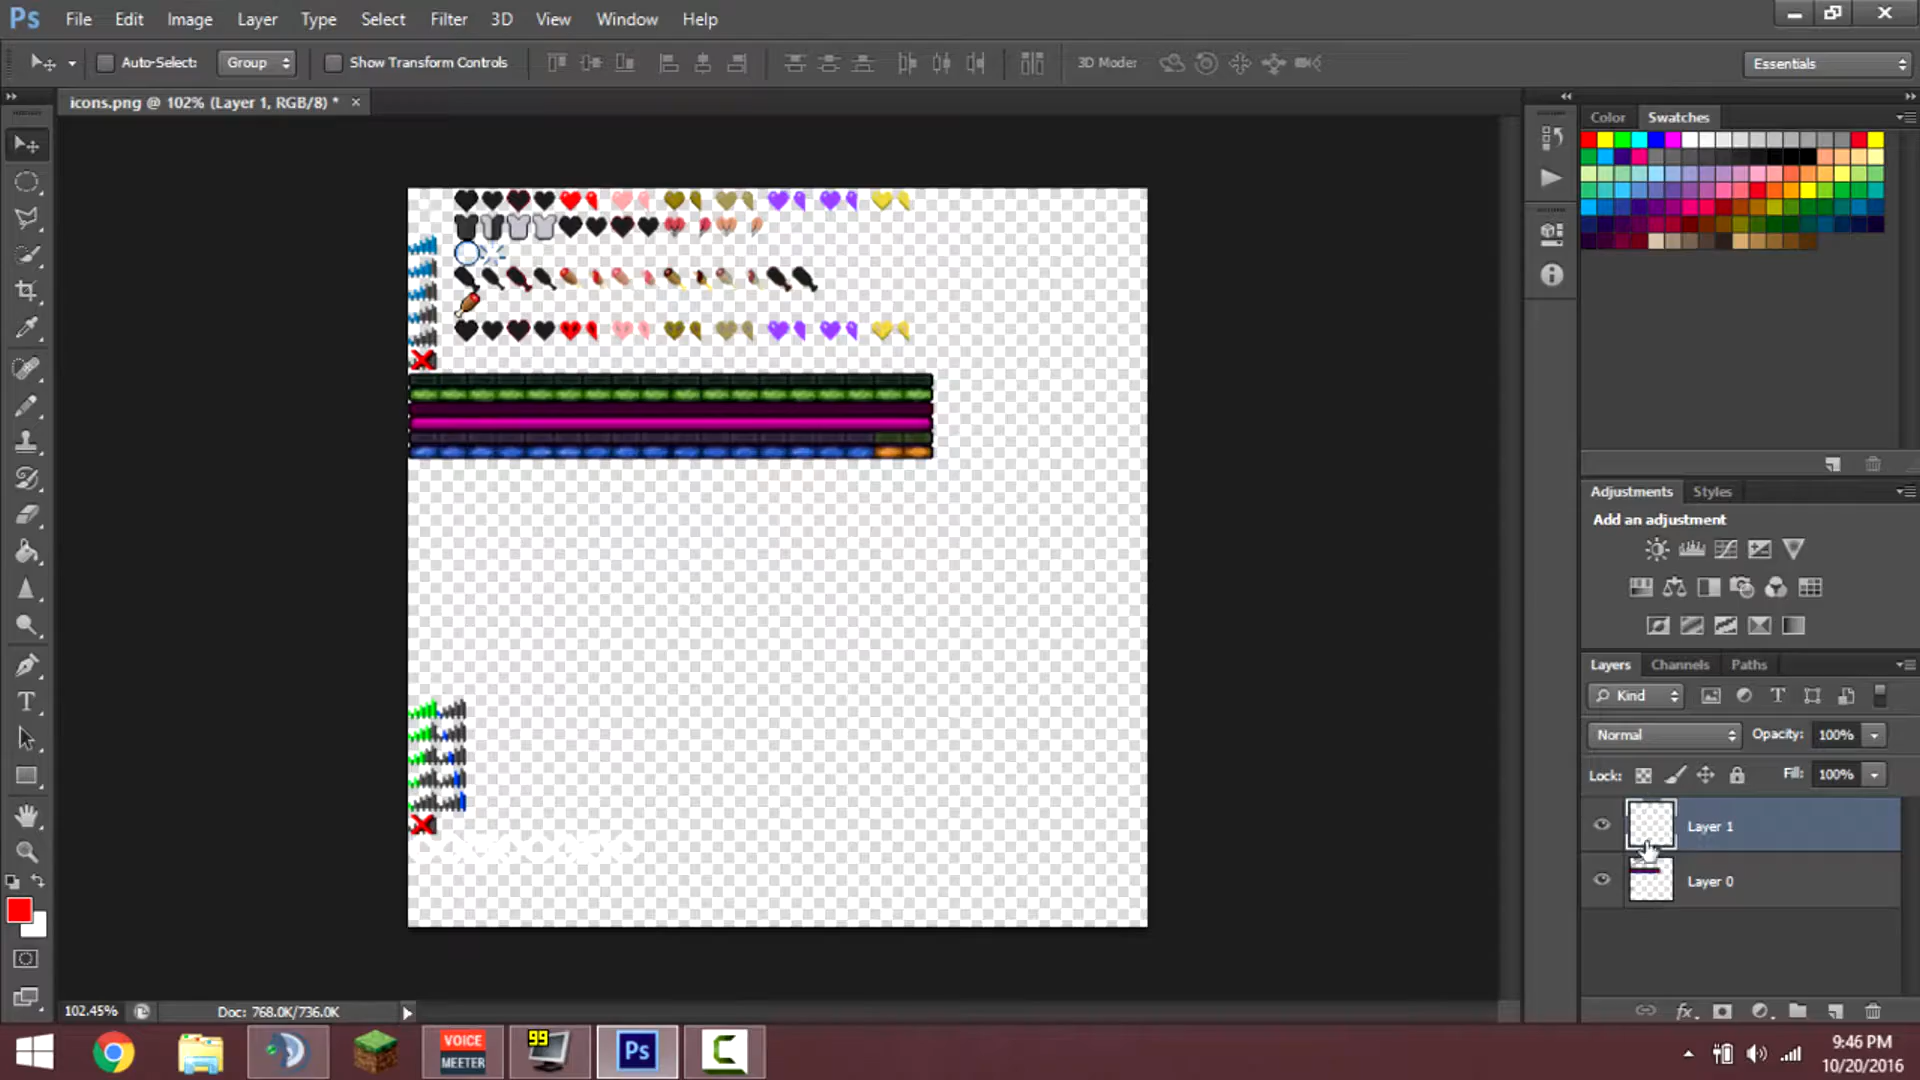 Ps File Edit Image Layer Type Select Filter 3D View Window Help
Auto-Select: Group Show Transform Controls 3D Mode: Essentials
icons.png @ 102% (Layer 1, RGB/8) * ×
Color Swatches
Adjustments Styles
Add an adjustment
Layers Channels Paths
Kind
Normal Opacity: 100%
Lock: Fill: 100%
Layer 1
Layer 0
fx
102.45% Doc: 768.0K/736.0K
99
VOICE
MEETER
Ps
9:46 PM
10/20/2016